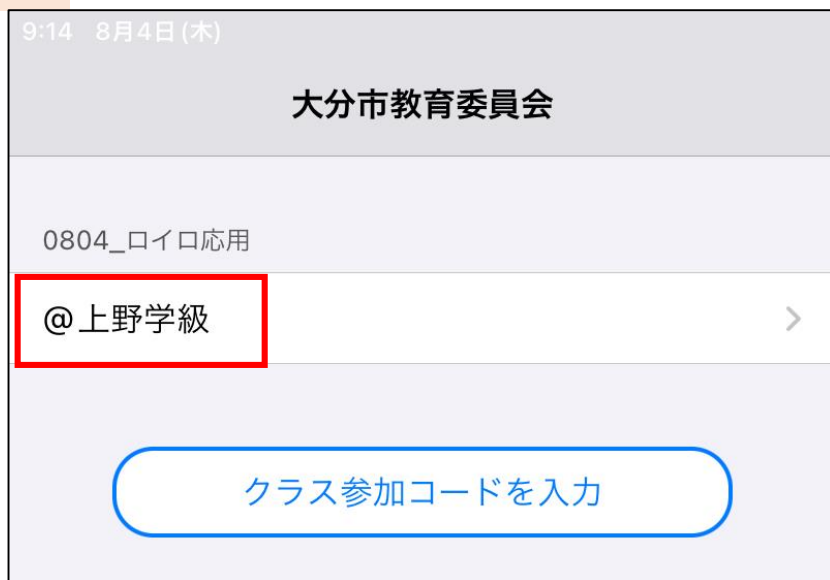 9:14 8月4日(木)
大分市教育委員会
0804_ロイロ応用
@上野学級
クラス参加コードを入力